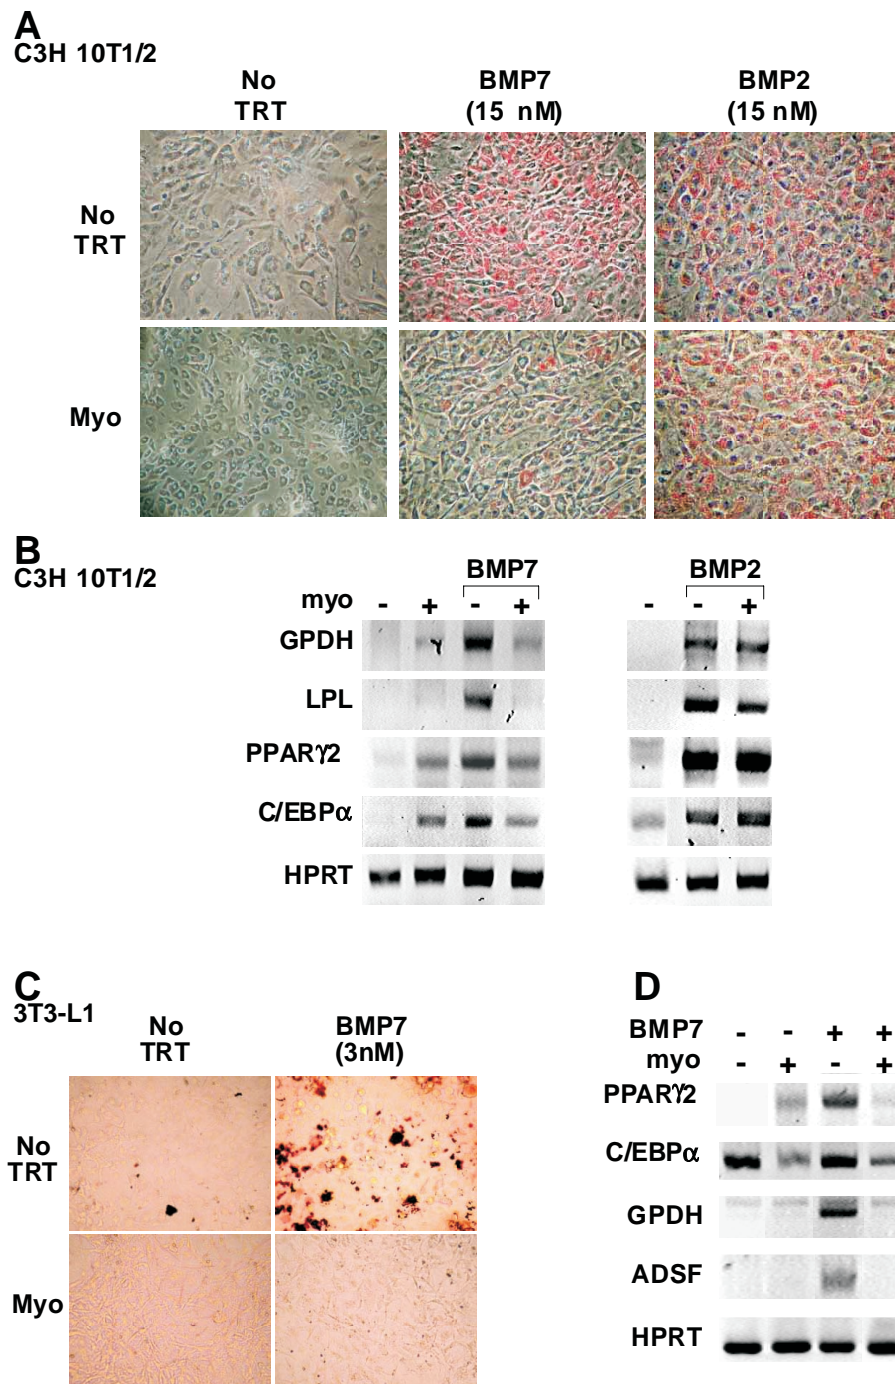 A
C3H 10T1/2
No
TRT
BMP7
(15 nM)
BMP2
(15 nM)
No
TRT
Myo
B
C3H 10T1/2
BMP7
BMP2
myo - + - + - - +
GPDH
LPL
PPARγ2
C/EBPα
HPRT
C
3T3-L1
No
TRT
BMP7
(3nM)
No
TRT
Myo
D
BMP7 - - + +
myo - + - +
PPARγ2
C/EBPα
GPDH
ADSF
HPRT